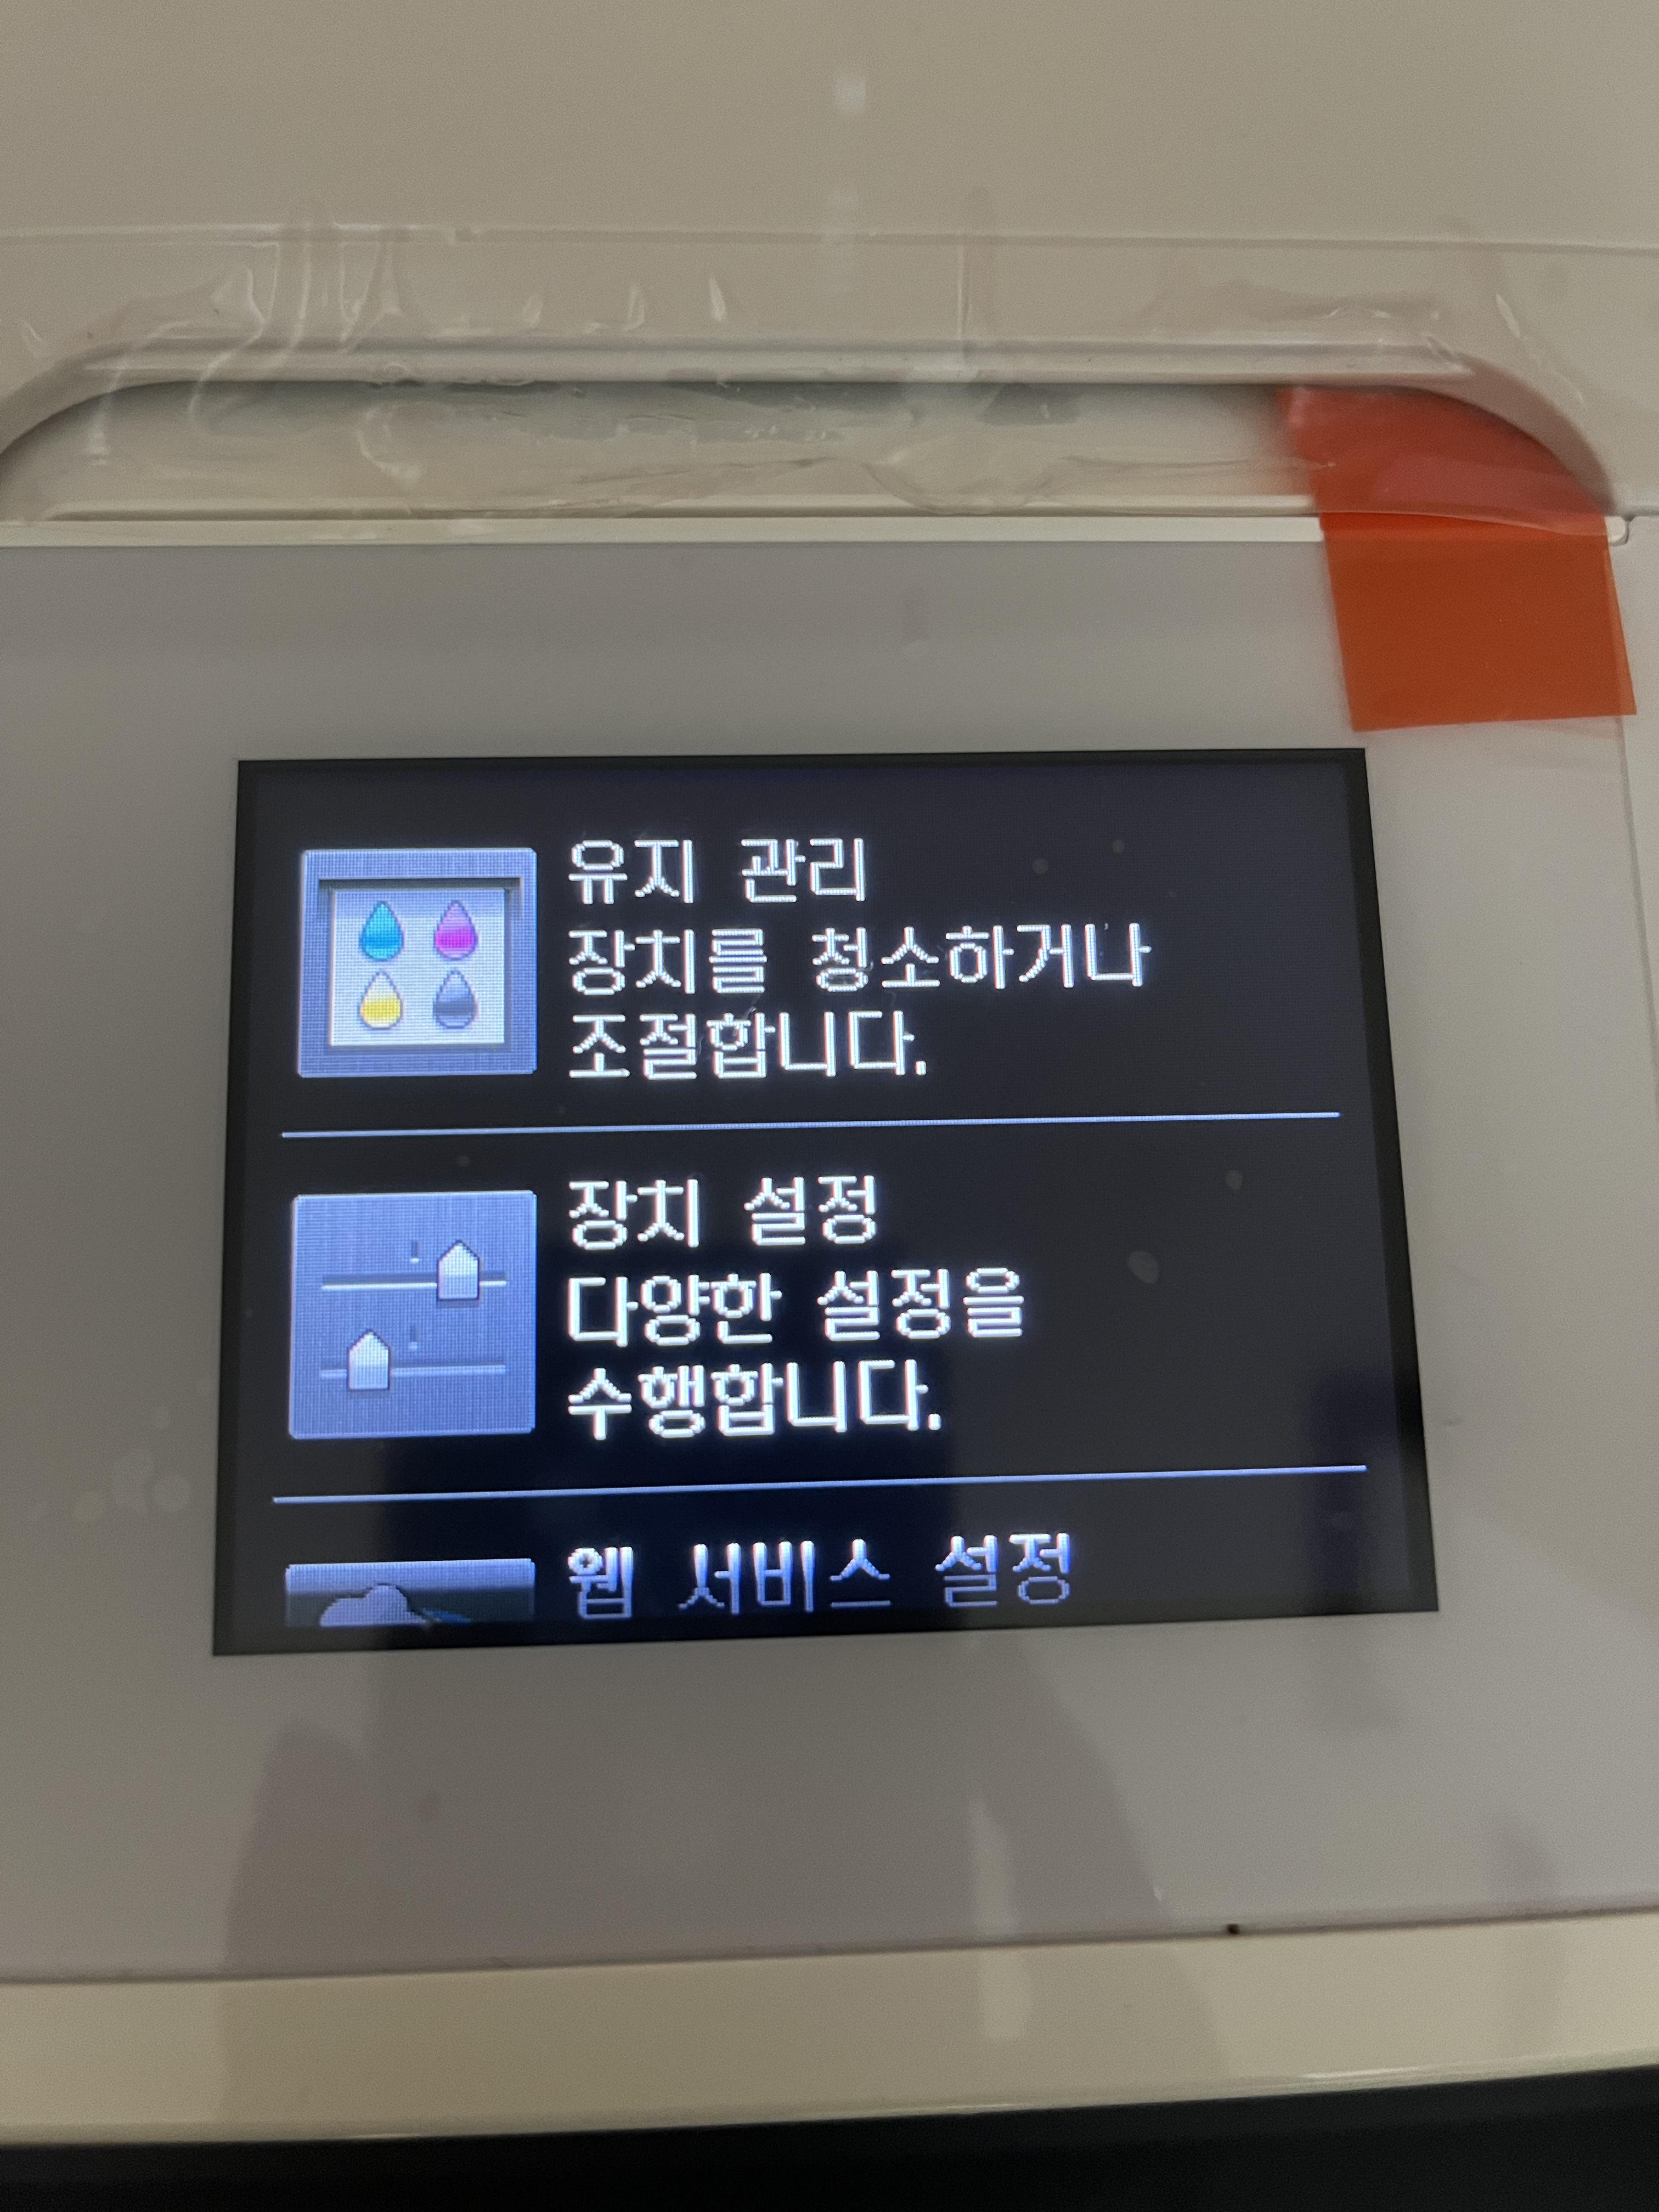 유지 관리
장치를 청소하거나
조절합니다.
장치 설정
다양한 설정을
수행합니다.
웹 서비스 설정